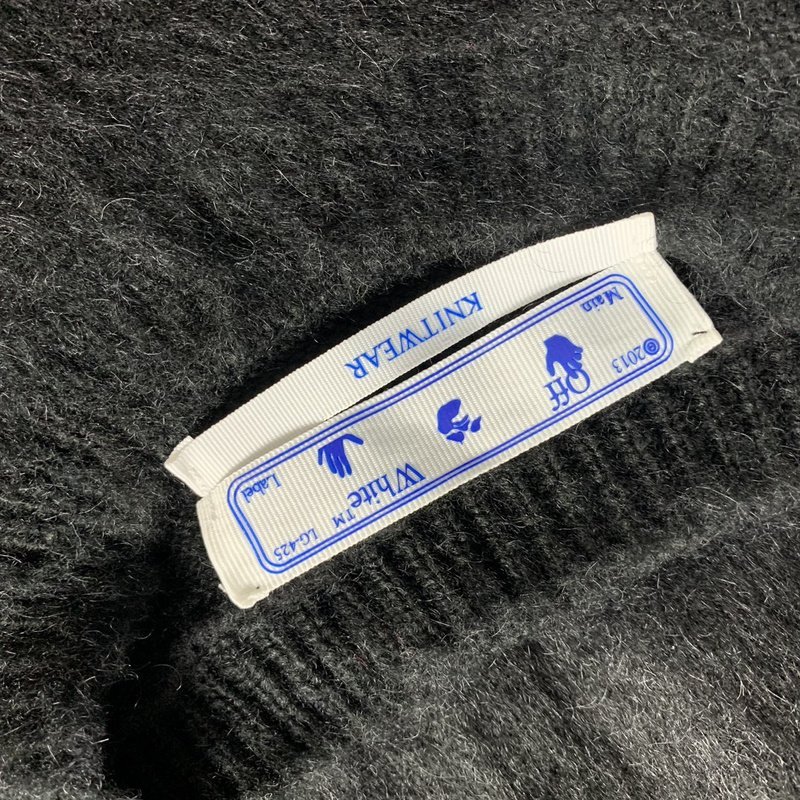 ©2013 LG-425
Off White™
Main Label
KNITWEAR